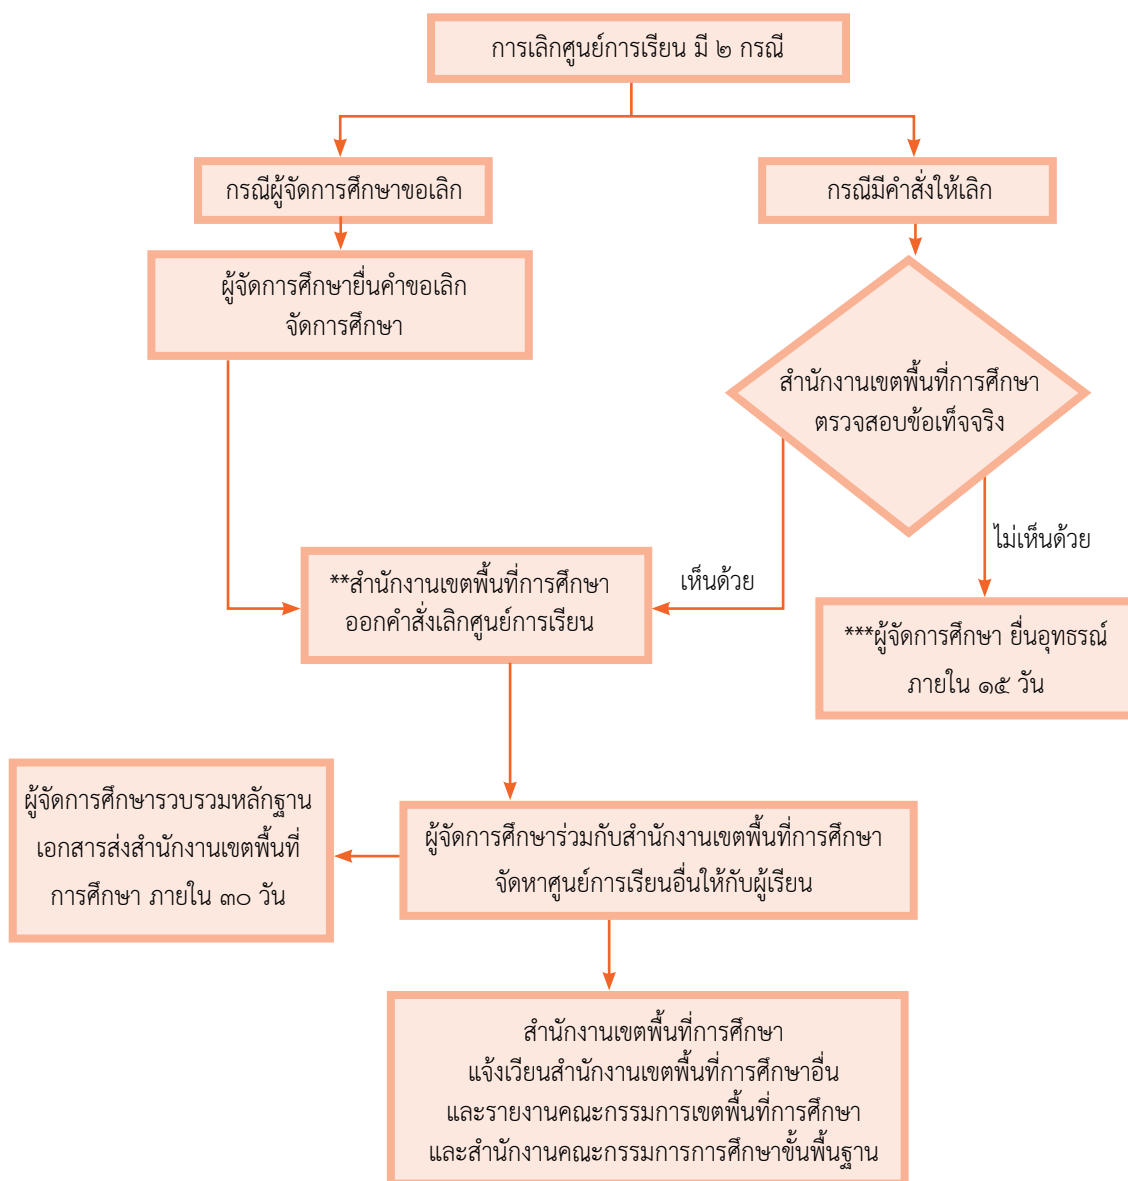 การเลิกศูนย์การเรียน มี ๒ กรณี
กรณีผู้จัดการศึกษาขอเลิก
กรณีมีคำสั่งให้เลิก
ผู้จัดการศึกษายื่นคำขอเลิก
จัดการศึกษา
สำนักงานเขตพื้นที่การศึกษา
ตรวจสอบข้อเท็จจริง
ไม่เห็นด้วย
เห็นด้วย
**สำนักงานเขตพื้นที่การศึกษา
ออกคำสั่งเลิกศูนย์การเรียน
***ผู้จัดการศึกษา ยื่นอุทธรณ์
ภายใน ๑๕ วัน
ผู้จัดการศึกษารวบรวมหลักฐาน
เอกสารส่งสำนักงานเขตพื้นที่
การศึกษา ภายใน ๓๐ วัน
ผู้จัดการศึกษาร่วมกับสำนักงานเขตพื้นที่การศึกษา
จัดหาศูนย์การเรียนอื่นให้กับผู้เรียน
สำนักงานเขตพื้นที่การศึกษา
แจ้งเวียนสำนักงานเขตพื้นที่การศึกษาอื่น
และรายงานคณะกรรมการเขตพื้นที่การศึกษา
และสำนักงานคณะกรรมการการศึกษาขั้นพื้นฐาน